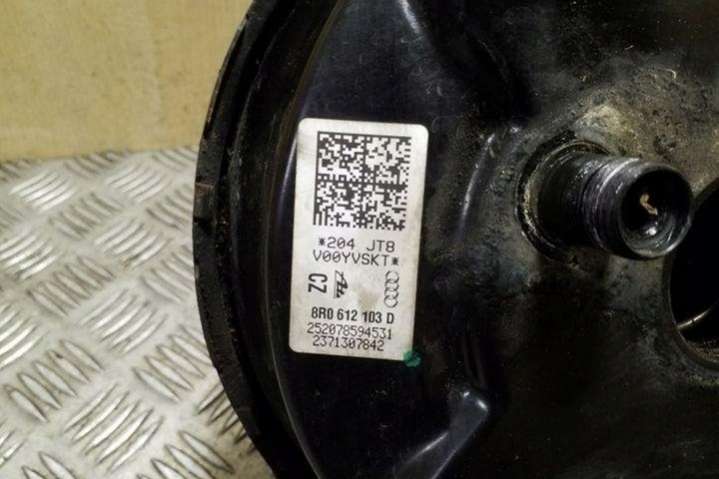 *204 JT8
V00YVSKT*
CZ
8R0 612 103 D
252078594531
2371307842